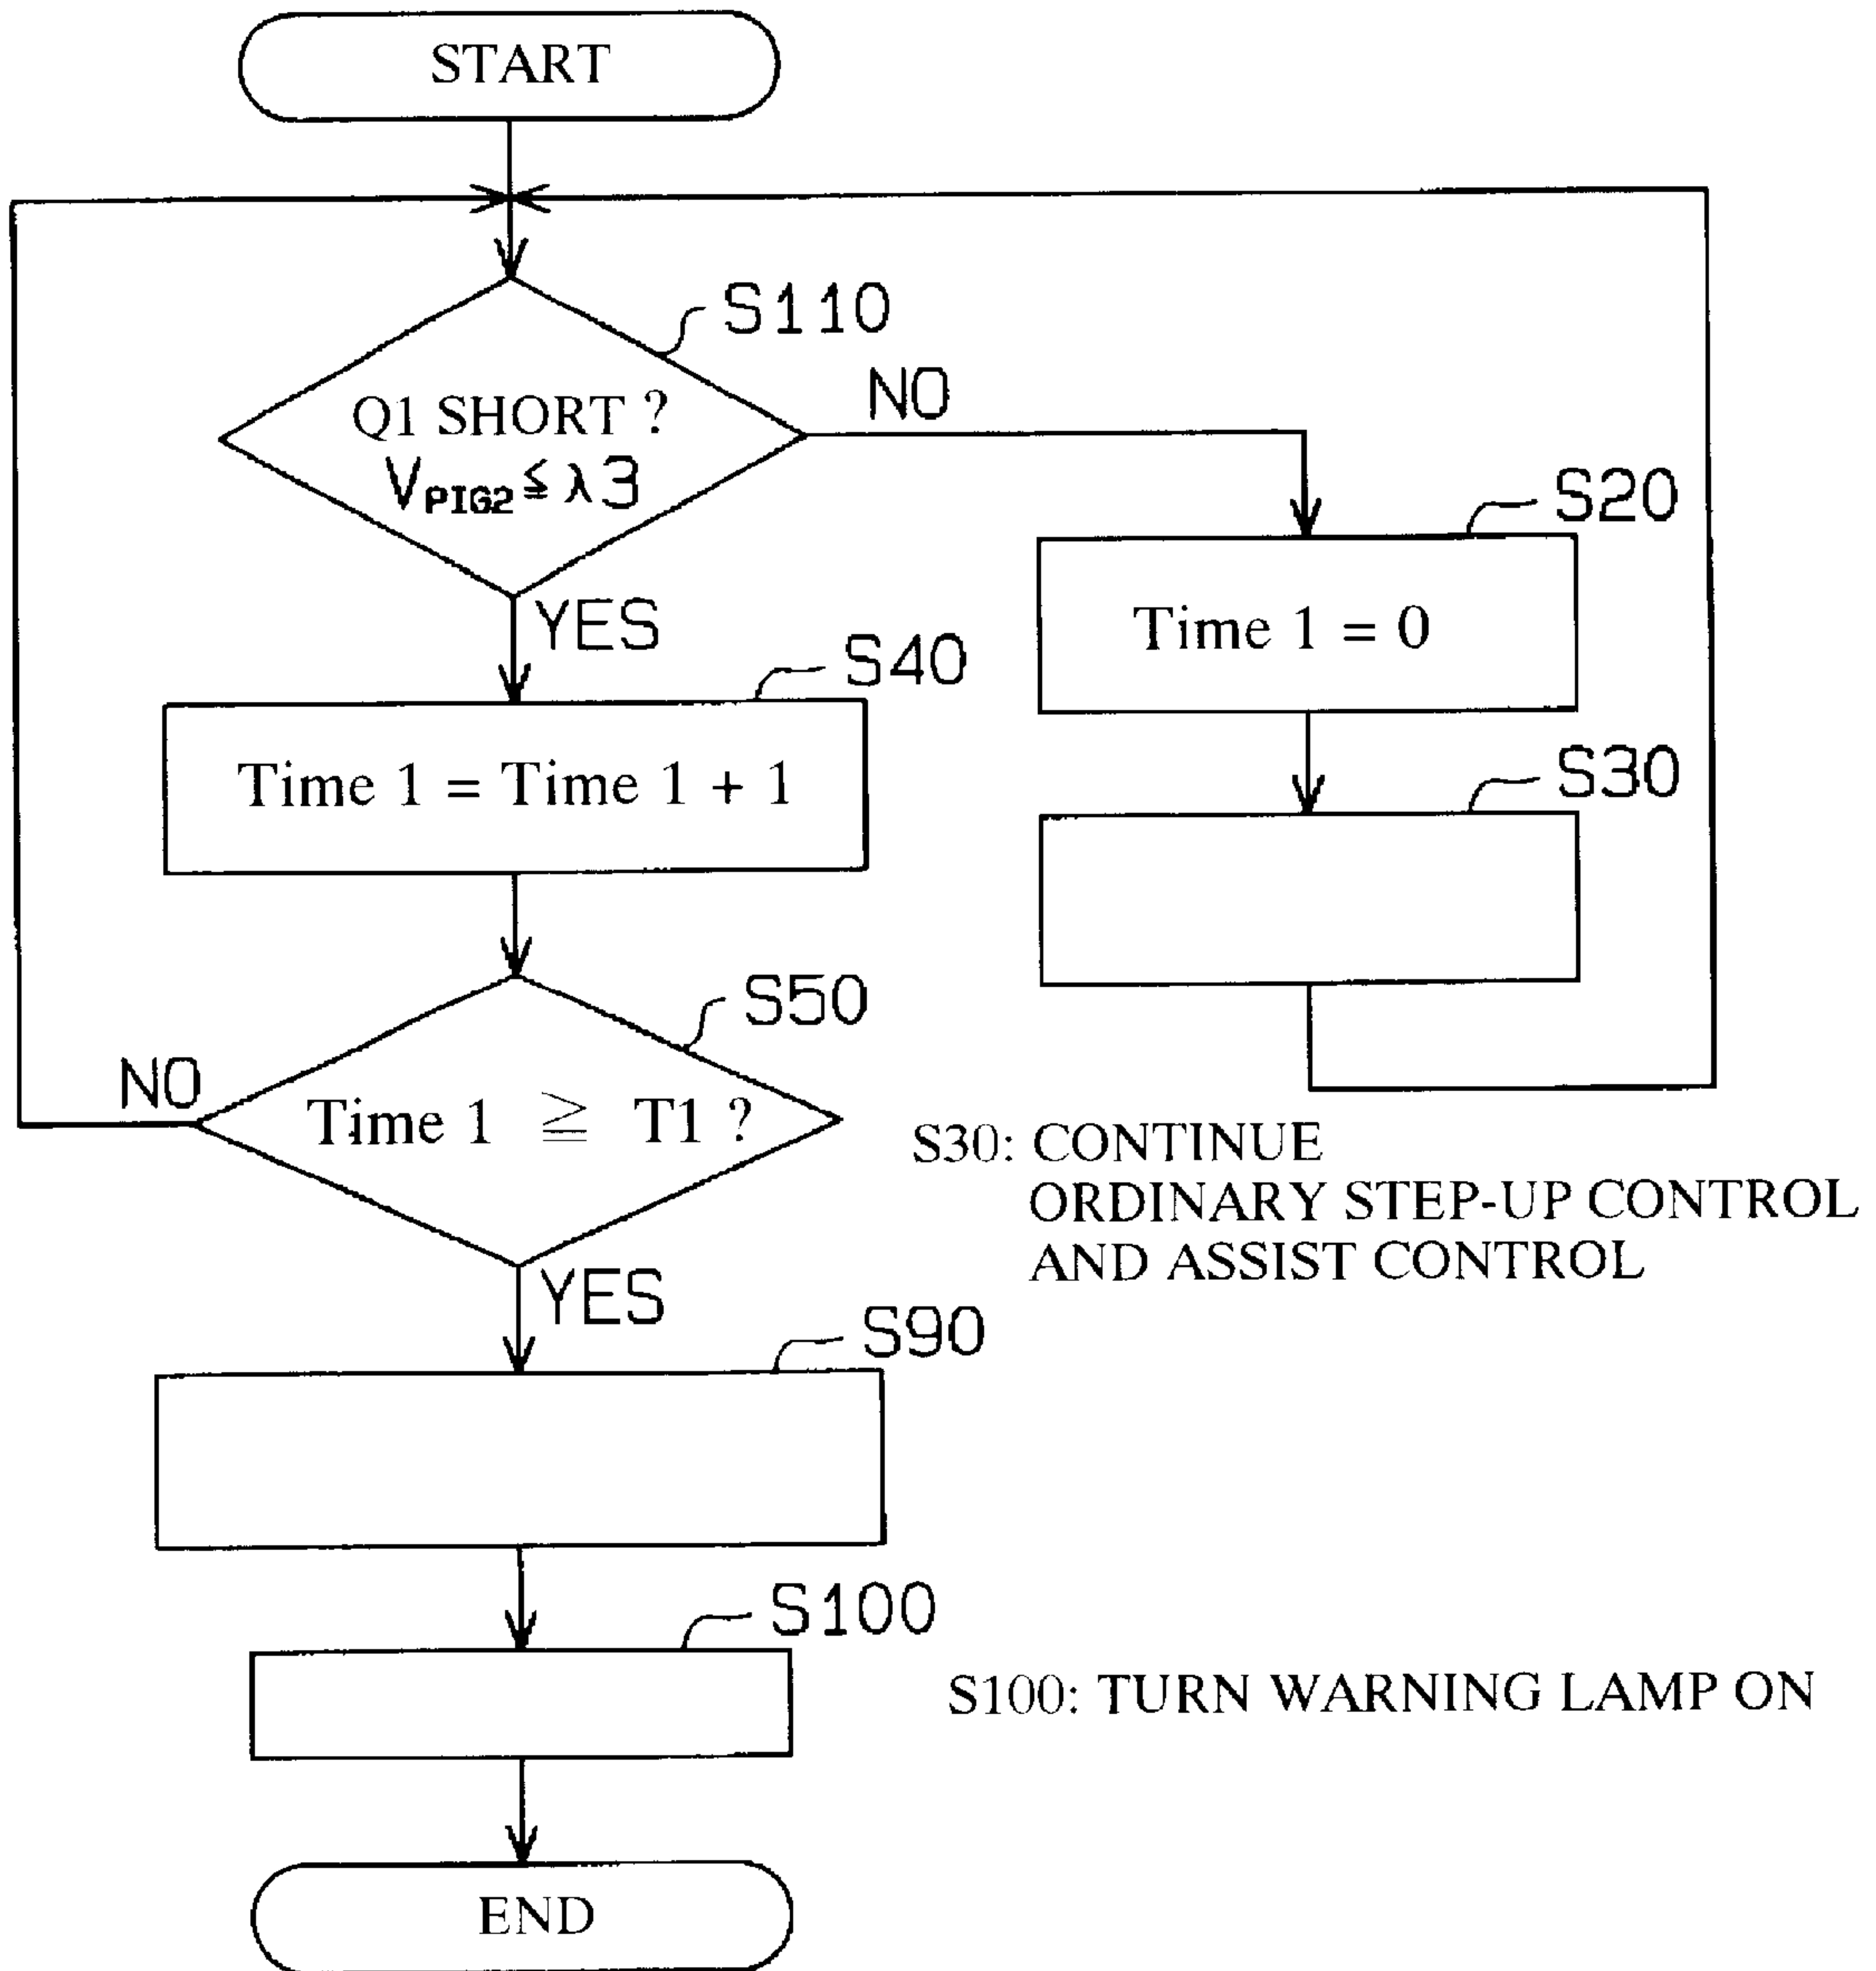 START
S110
Q1 SHORT ?
NO
VPIG2 ≦ λ3
S20
YES
Time 1 = 0
S40
Time 1 = Time 1 + 1
S30
S50
NO
Time 1 ≧ T1 ?
S30: CONTINUE
ORDINARY STEP-UP CONTROL
AND ASSIST CONTROL
YES
S90
S100
S100: TURN WARNING LAMP ON
END